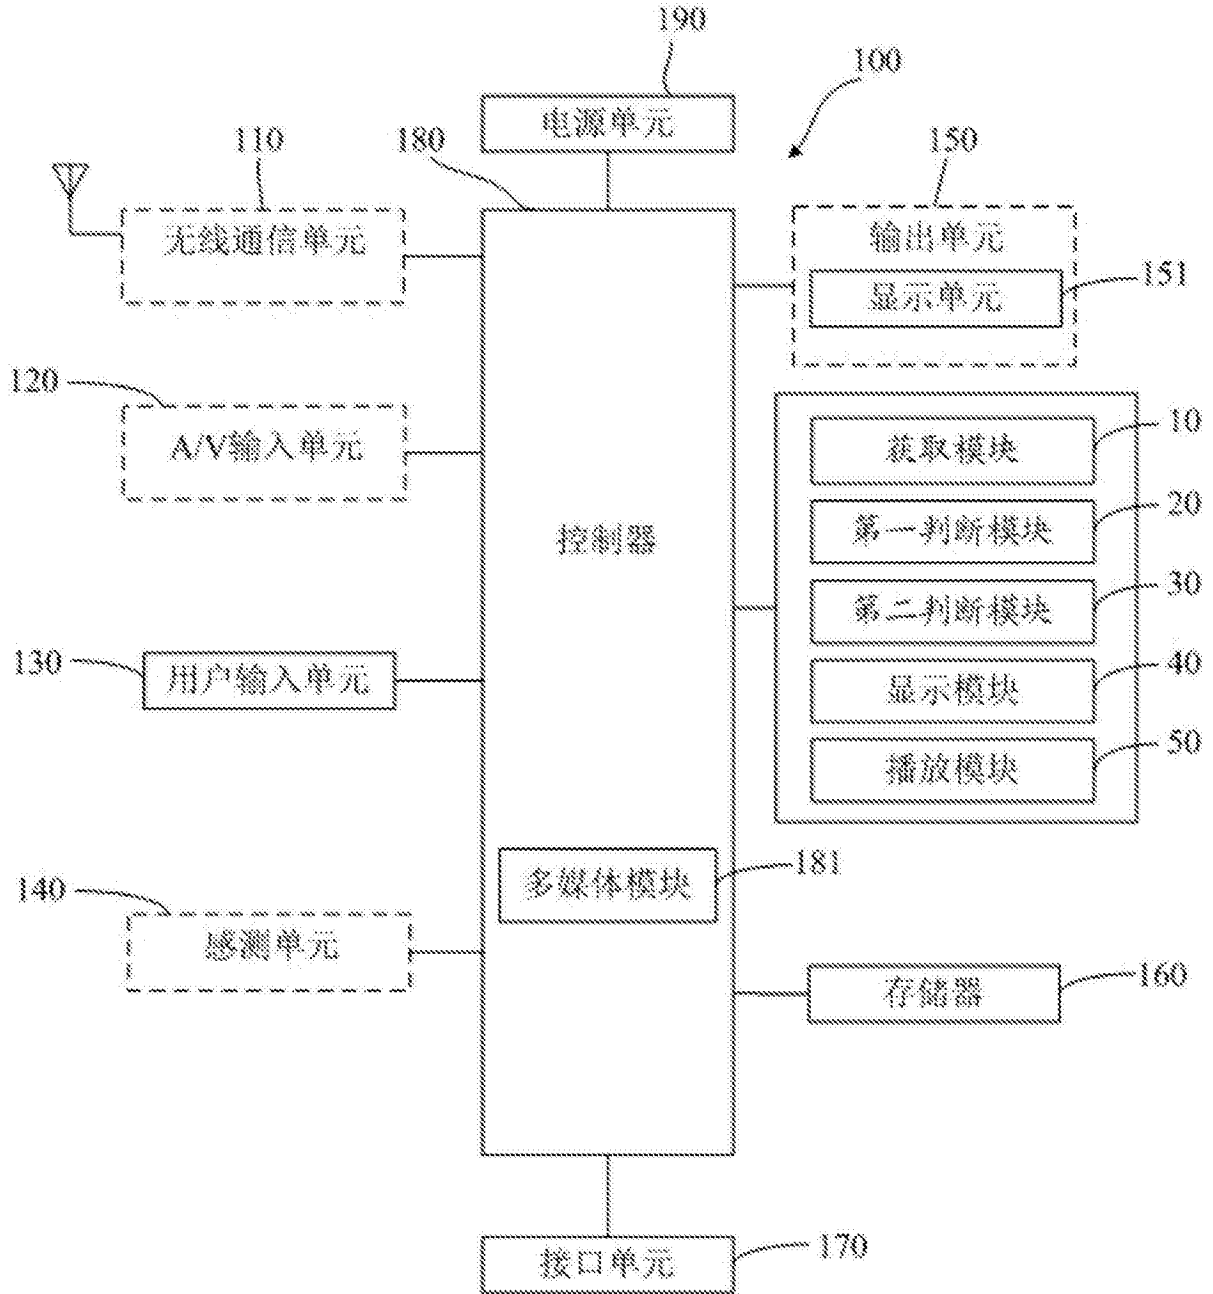 190
100
电源单元
110
180
150
无线通信单元
输出单元
151
显示单元
120
A/V输入单元
10
获取模块
20
第一判断模块
控制器
30
第二判断模块
130
用户输入单元
40
显示模块
50
播放模块
181
多媒体模块
140
感测单元
160
存储器
170
接口单元